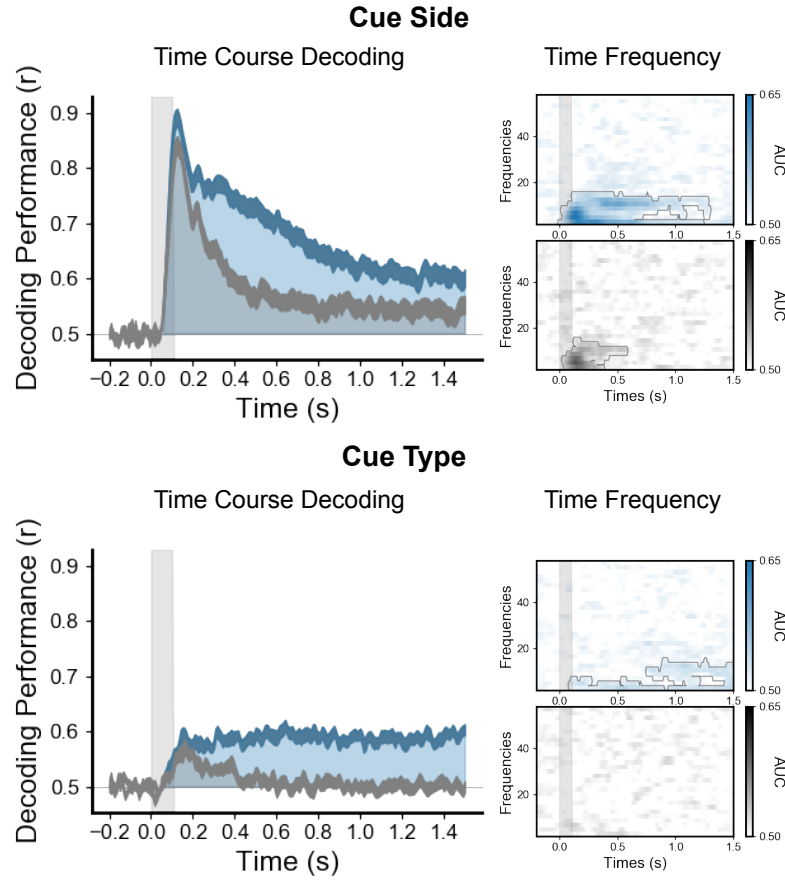 Cue Side
Time Course Decoding
Decoding Performance (r)
0.9
0.8
0.7
0.6
0.5
−0.2 0.0 0.2 0.4 0.6 0.8 1.0 1.2 1.4
Time (s)
Time Frequency
Frequencies
40
20
0.0 0.5 1.0 1.5
0.65
AUC
0.50
Frequencies
40
20
0.0 0.5 1.0 1.5
Times (s)
0.65
AUC
0.50
Cue Type
Time Course Decoding
Decoding Performance (r)
0.9
0.8
0.7
0.6
0.5
−0.2 0.0 0.2 0.4 0.6 0.8 1.0 1.2 1.4
Time (s)
Time Frequency
Frequencies
40
20
0.0 0.5 1.0 1.5
0.65
AUC
0.50
Frequencies
40
20
0.0 0.5 1.0 1.5
Times (s)
0.65
AUC
0.50